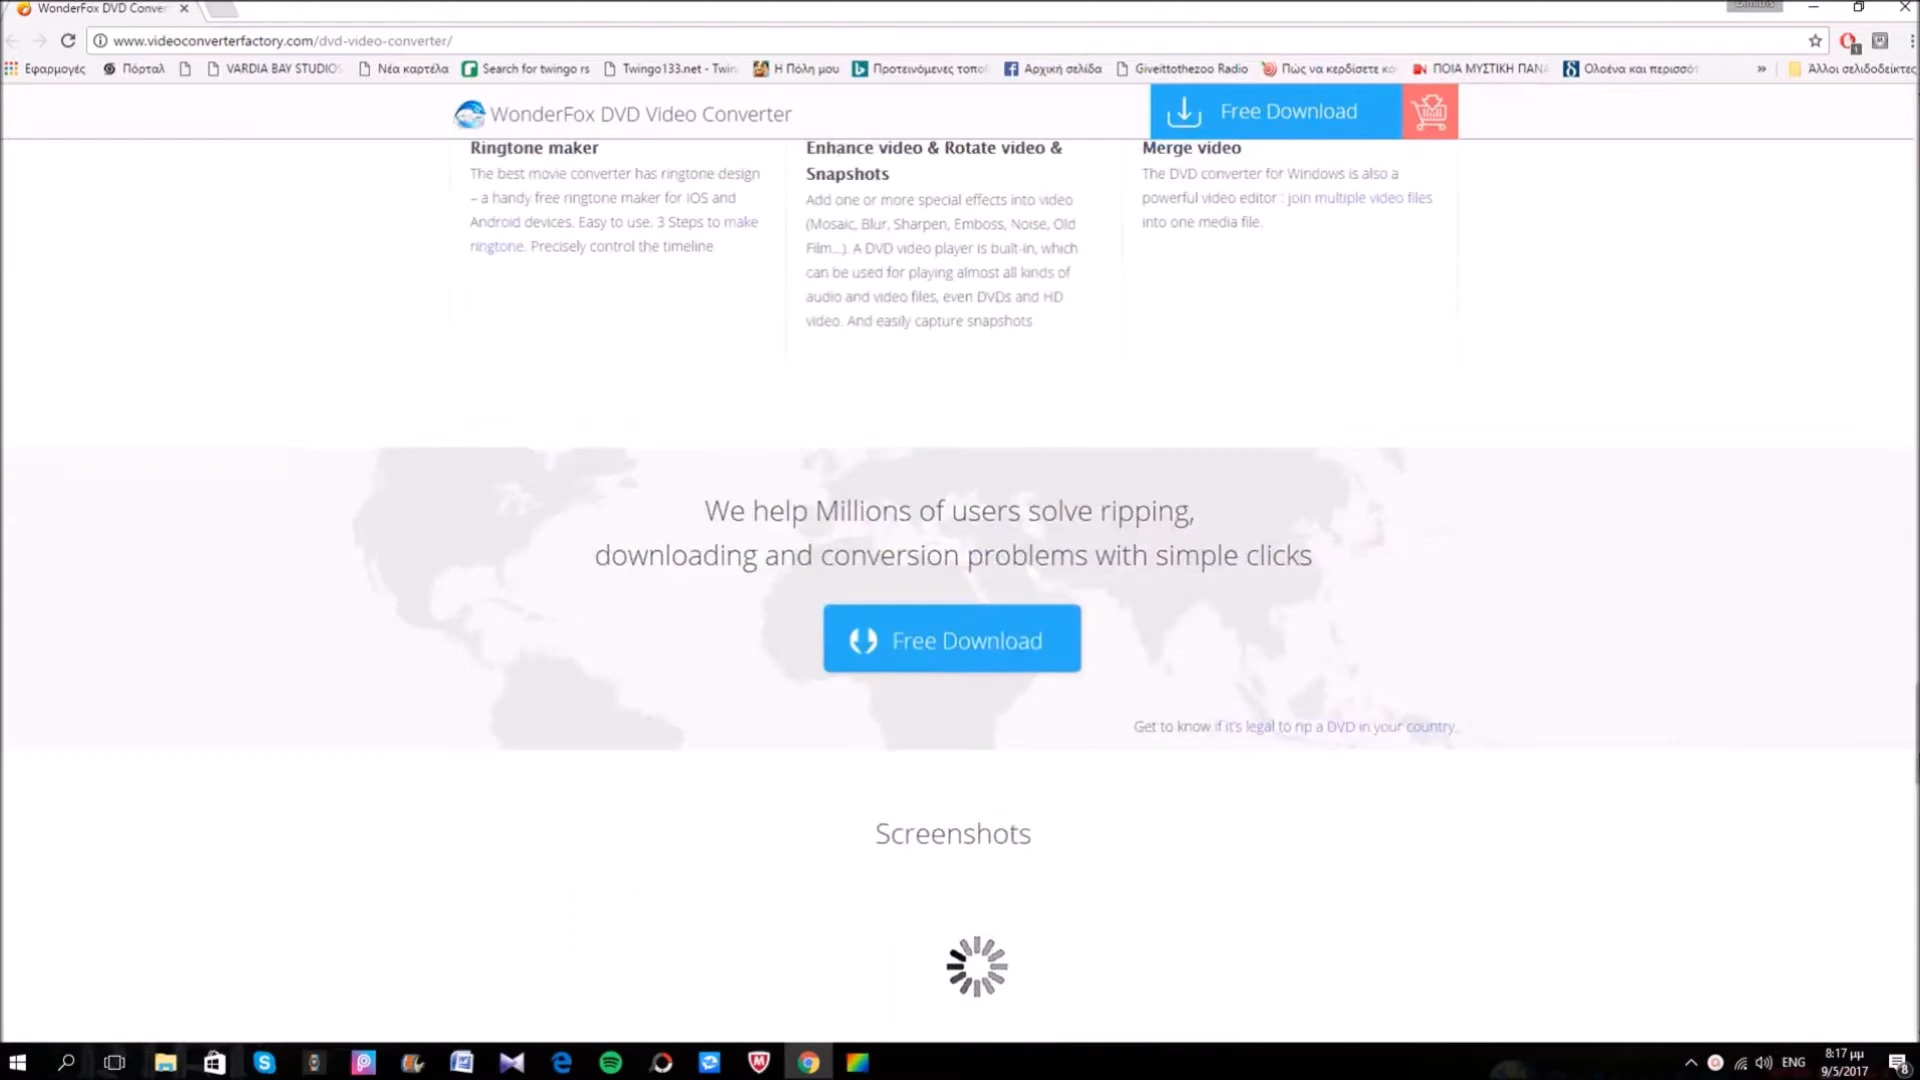 WonderFox DVD Conver
Dimitris
www.videoconverterfactory.com/dvd-video-converter/
Εφαρμογές Πόρταλ VARDIA BAY STUDIOS Νέα καρτέλα Search for twingo rs Twingo133.net - Twin Η Πόλη μου Προτεινόμενες τοπο Αρχική σελίδα Giveittothezoo Radio Πώς να κερδίσετε κα ΠΟΙΑ ΜΥΣΤΙΚΗ ΠΑΝΑ Ολοένα και περισσότ » Άλλοι σελιδοδείκτες
WonderFox DVD Video Converter
Free Download
Ringtone maker
The best movie converter has ringtone design
– a handy free ringtone maker for IOS and
Android devices. Easy to use. 3 Steps to make
ringtone. Precisely control the timeline
Enhance video & Rotate video &
Snapshots
Add one or more special effects into video
(Mosaic, Blur, Sharpen, Emboss, Noise, Old
Film...). A DVD video player is built-in, which
can be used for playing almost all kinds of
audio and video files, even DVDs and HD
video. And easily capture snapshots
Merge video
The DVD converter for Windows is also a
powerful video editor : join multiple video files
into one media file.
We help Millions of users solve ripping,
downloading and conversion problems with simple clicks
Free Download
Get to know if it's legal to rip a DVD in your country.
Screenshots
ENG
8:17 μμ
9/5/2017
8